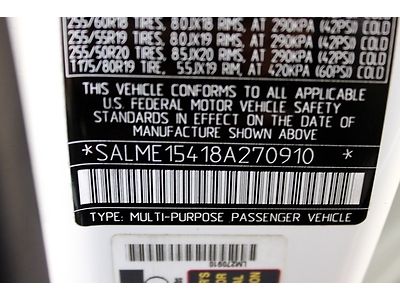 255/60R18 TIRES, 8.0JX18 RIMS, AT 290KPA (42PSI) COLD
255/55R19 TIRES, 8.0JX19 RIMS, AT 290KPA (42PSI) COLD
255/50R20 TIRES, 8.5JX20 RIMS, AT 290KPA (42PSI) COLD
T175/80R19 TIRE, 5.5JX19 RIM, AT 420KPA (60PSI) COLD
THIS VEHICLE CONFORMS TO ALL APPLICABLE
U.S. FEDERAL MOTOR VEHICLE SAFETY
STANDARDS IN EFFECT ON THE DATE OF
MANUFACTURE SHOWN ABOVE
*SALME15418A270910 *
TYPE: MULTI-PURPOSE PASSENGER VEHICLE
LM270910